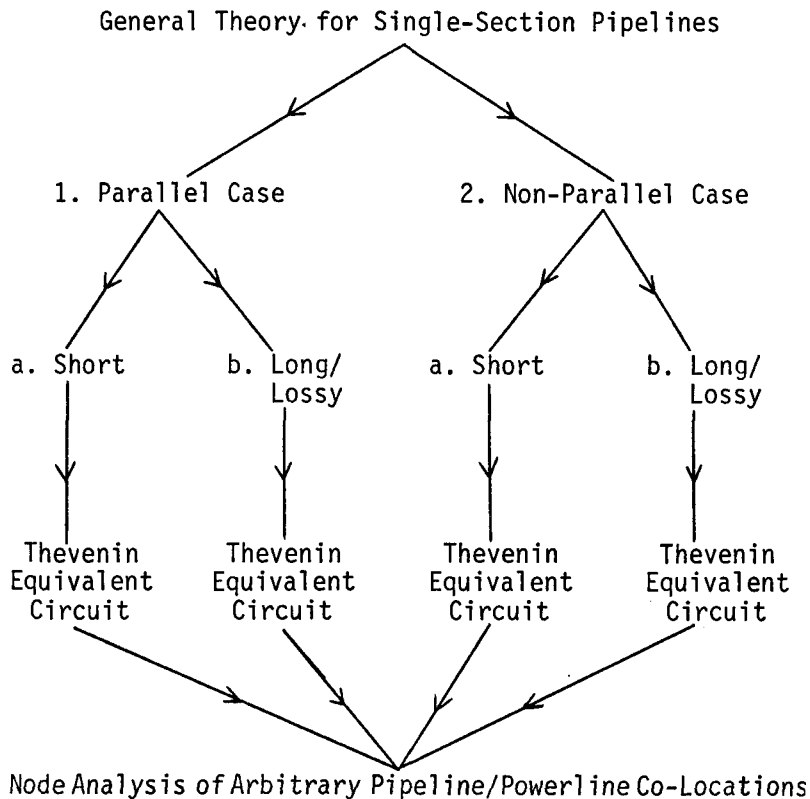 General Theory for Single-Section Pipelines
1. Parallel Case
2. Non-Parallel Case
a. Short
b. Long/
Lossy
a. Short
b. Long/
Lossy
Thevenin
Equivalent
Circuit
Thevenin
Equivalent
Circuit
Thevenin
Equivalent
Circuit
Thevenin
Equivalent
Circuit
Node Analysis of Arbitrary Pipeline/Powerline Co-Locations